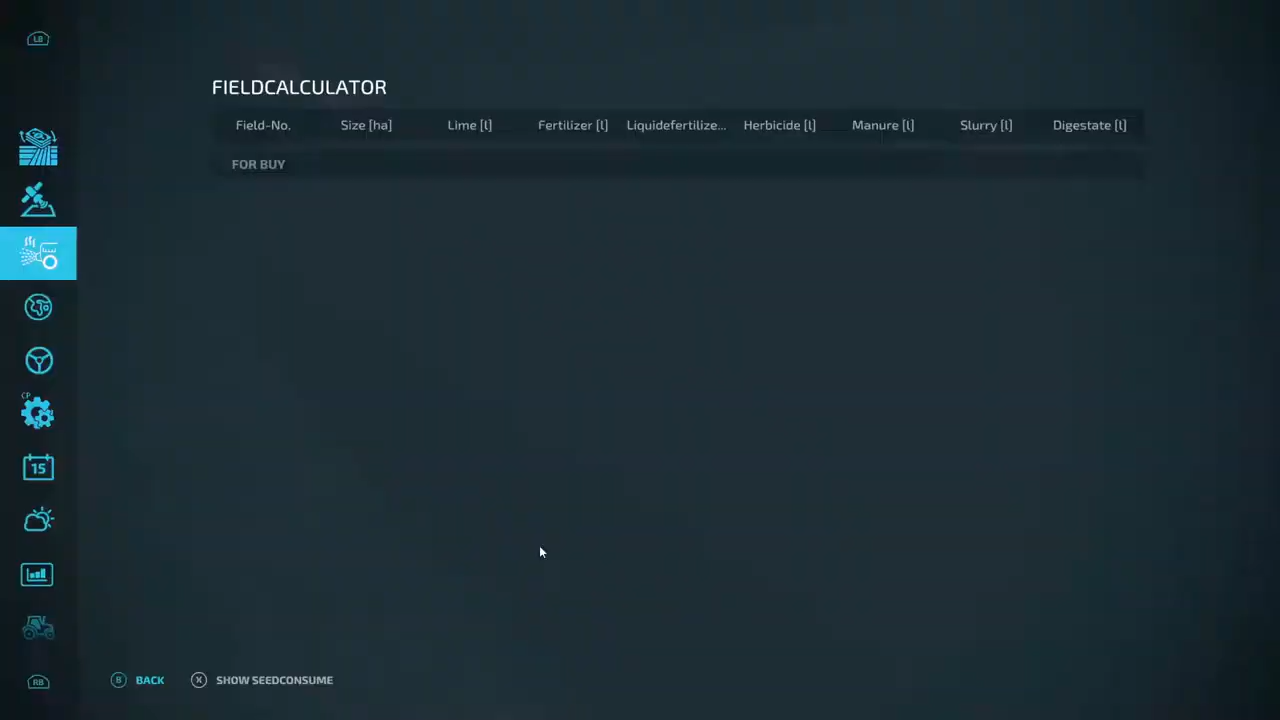 LB
FIELDCALCULATOR
Field-No. Size [ha] Lime [l] Fertilizer [l] Liquidefertilize... Herbicide [l] Manure [l] Slurry [l] Digestate [l]
FOR BUY
CP
15
B BACK X SHOW SEEDCONSUME
RB